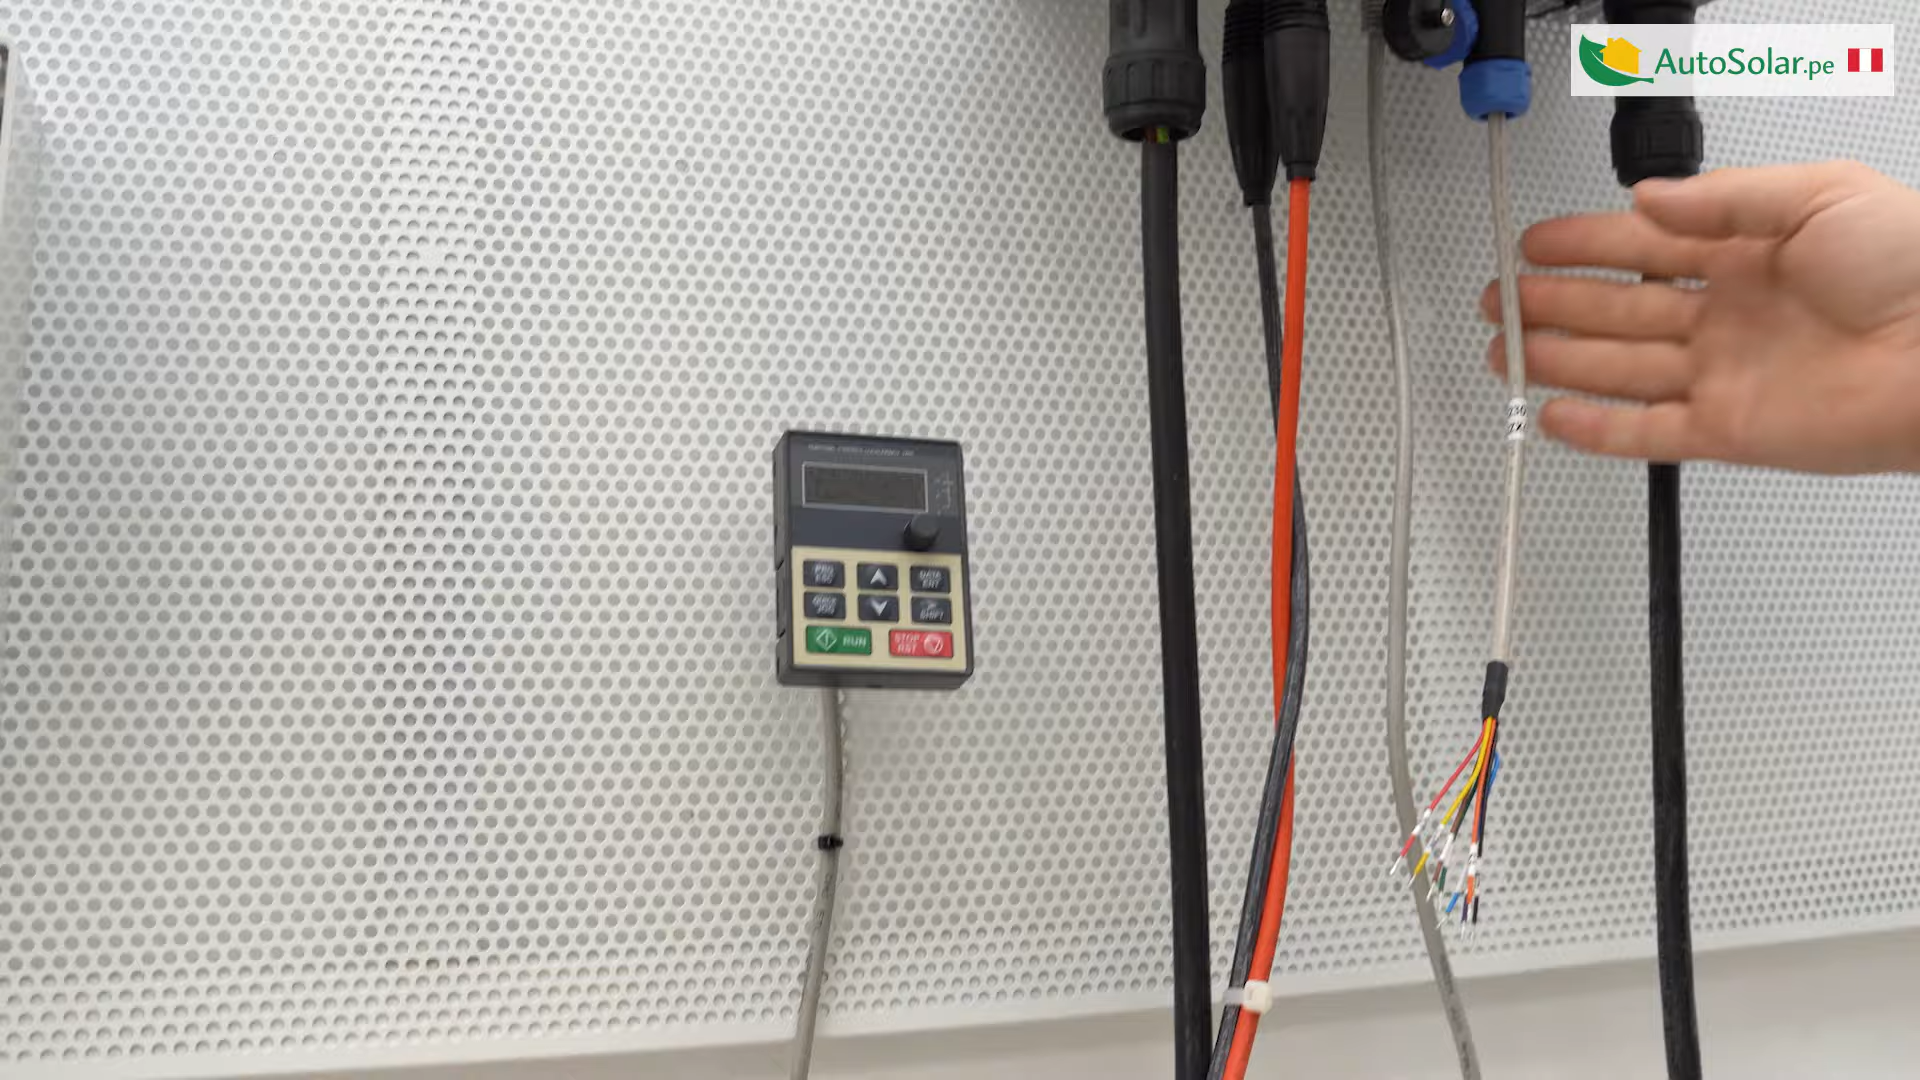 AutoSolar.pe
PRG
ESC
DATA
ENT
QUICK
JOG
SHIFT
RUN
STOP
RST